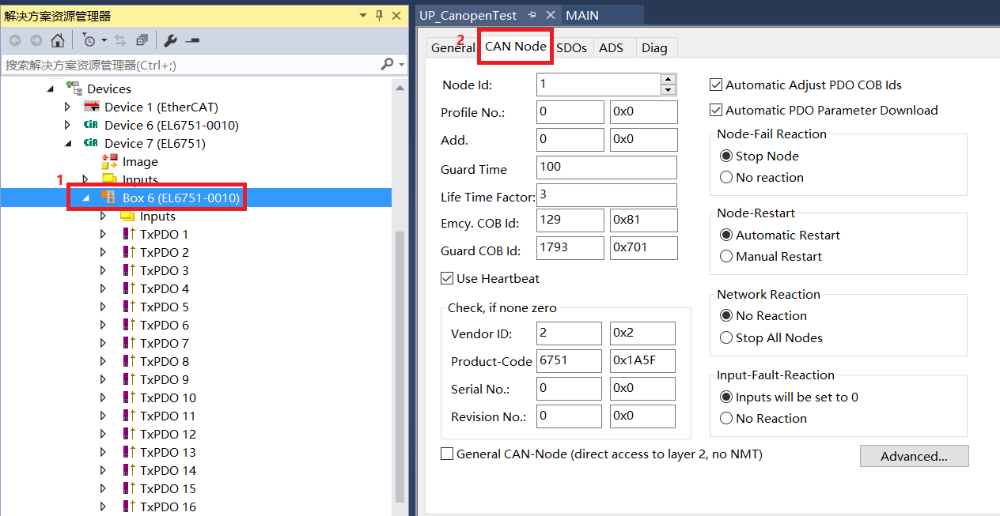 解决方案资源管理器
搜索解决方案资源管理器(Ctrl+;)
Devices
Device 1 (EtherCAT)
CiA Device 6 (EL6751-0010)
CiA Device 7 (EL6751)
Image
Inputs
1
Box 6 (EL6751-0010)
Inputs
TxPDO 1
TxPDO 2
TxPDO 3
TxPDO 4
TxPDO 5
TxPDO 6
TxPDO 7
TxPDO 8
TxPDO 9
TxPDO 10
TxPDO 11
TxPDO 12
TxPDO 13
TxPDO 14
TxPDO 15
TxPDO 16
UP_CanopenTest MAIN
2
General CAN Node SDOs ADS Diag
Node Id: 1
Profile No.: 0 0x0
Add. 0 0x0
Guard Time 100
Life Time Factor: 3
Emcy. COB Id: 129 0x81
Guard COB Id: 1793 0x701
Use Heartbeat
Check, if none zero
Vendor ID: 2 0x2
Product-Code 6751 0x1A5F
Serial No.: 0 0x0
Revision No.: 0 0x0
General CAN-Node (direct access to layer 2, no NMT)
Automatic Adjust PDO COB Ids
Automatic PDO Parameter Download
Node-Fail Reaction
Stop Node
No reaction
Node-Restart
Automatic Restart
Manual Restart
Network Reaction
No Reaction
Stop All Nodes
Input-Fault-Reaction
Inputs will be set to 0
No Reaction
Advanced...